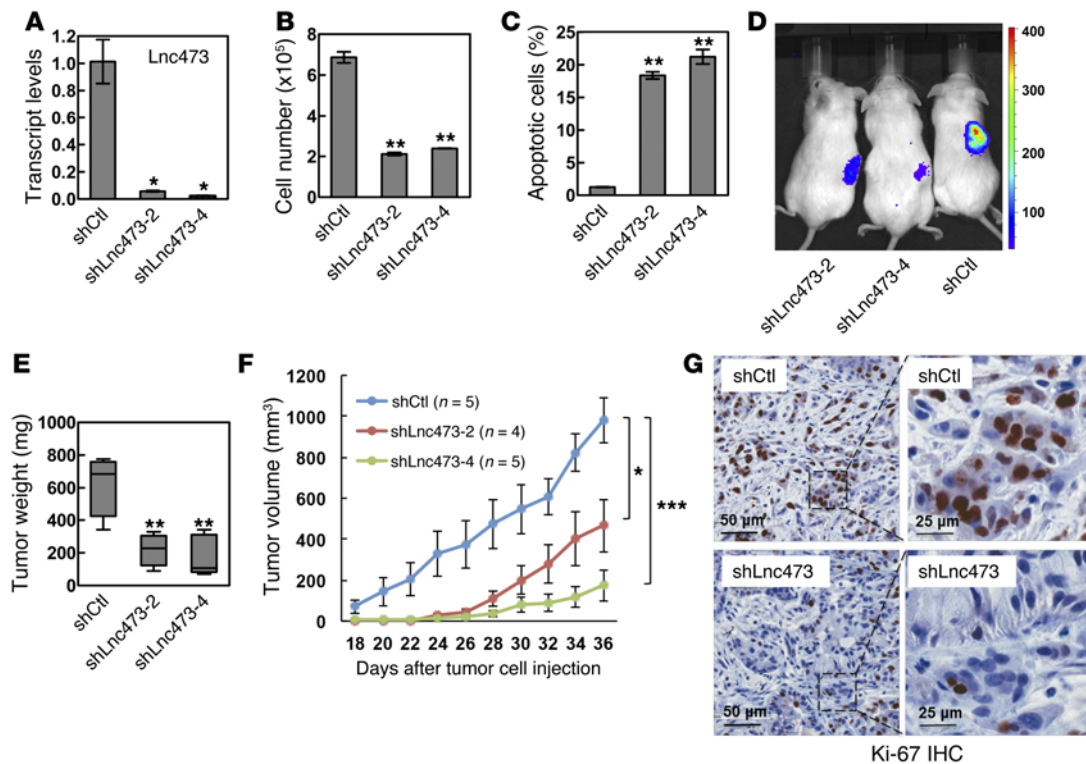 A
Transcript levels
1.2
1.0
0.8
0.6
0.4
0.2
0.0
Lnc473
*
*
shCtl
shLnc473-2
shLnc473-4
B
Cell number (x10⁵)
8
6
4
2
0
**
**
shCtl
shLnc473-2
shLnc473-4
C
Apoptotic cells (%)
25
20
15
10
5
0
**
**
shCtl
shLnc473-2
shLnc473-4
D
400
300
200
100
shLnc473-2
shLnc473-4
shCtl
E
Tumor weight (mg)
1000
800
600
400
200
0
**
**
shCtl
shLnc473-2
shLnc473-4
F
Tumor volume (mm³)
1200
1000
800
600
400
200
0
shCtl (n = 5)
shLnc473-2 (n = 4)
shLnc473-4 (n = 5)
*
***
18 20 22 24 26 28 30 32 34 36
Days after tumor cell injection
G
shCtl
50 µm
shCtl
25 µm
shLnc473
50 µm
shLnc473
25 µm
Ki-67 IHC